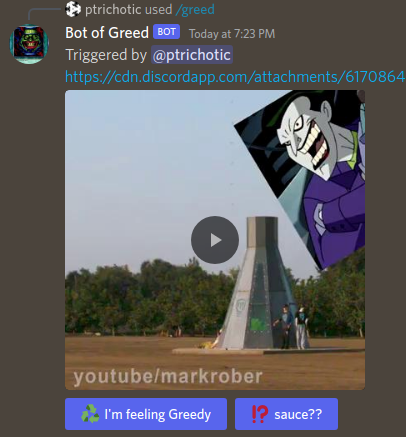 ptrichotic used /greed
Bot of Greed BOT Today at 7:23 PM
Triggered by @ptrichotic
https://cdn.discordapp.com/attachments/6170864
youtube/markrober
I'm feeling Greedy
⁉ sauce??